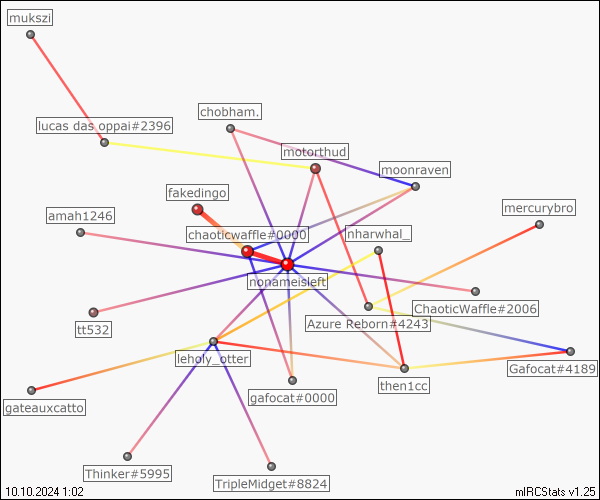 mukszi
chobham.
lucas das oppai#2396
motorthud
moonraven
fakedingo
mercurybro
amah1246
chaoticwaffle#0000
nharwhal_
nonameisleft
ChaoticWaffle#2006
Azure Reborn#4243
tt532
leholy_otter
Gafocat#4189
then1cc
gafocat#0000
gateauxcatto
Thinker#5995
TripleMidget#8824
10.10.2024 1:02
mIRCStats v1.25